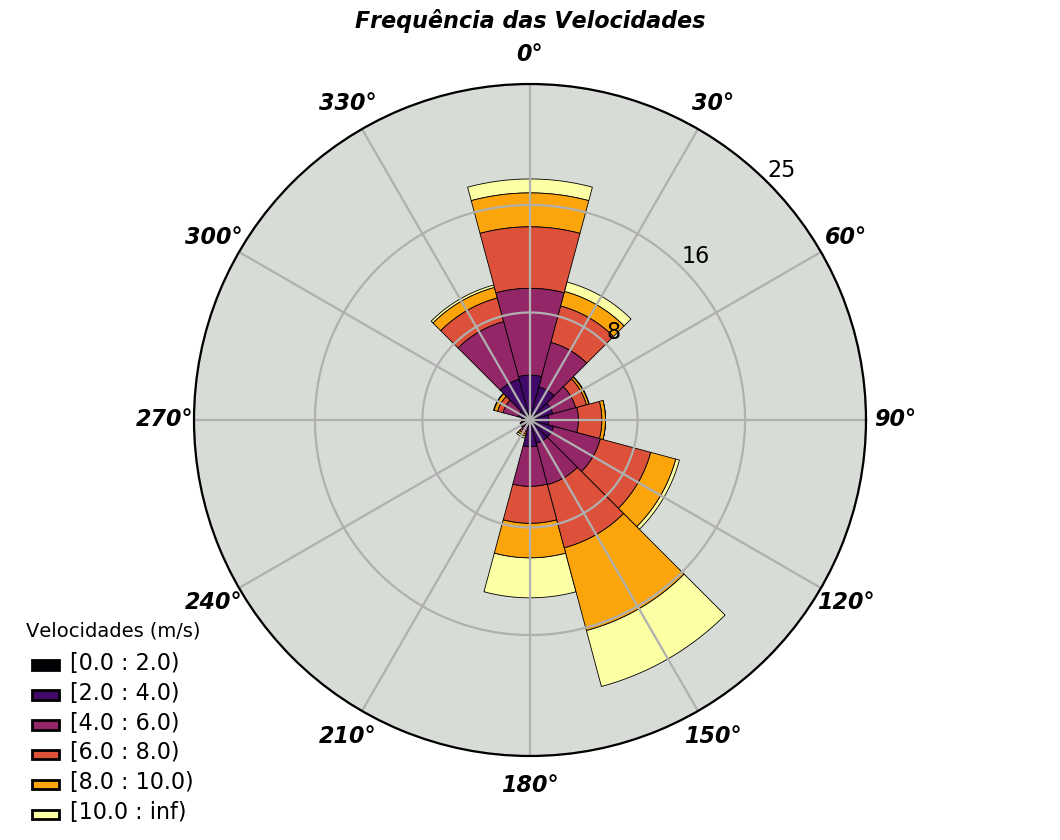 Frequência das Velocidades
0°
330°
30°
25
300°
60°
16
8
270°
90°
240°
120°
210°
150°
180°
Velocidades (m/s)
[0.0 : 2.0)
[2.0 : 4.0)
[4.0 : 6.0)
[6.0 : 8.0)
[8.0 : 10.0)
[10.0 : inf)